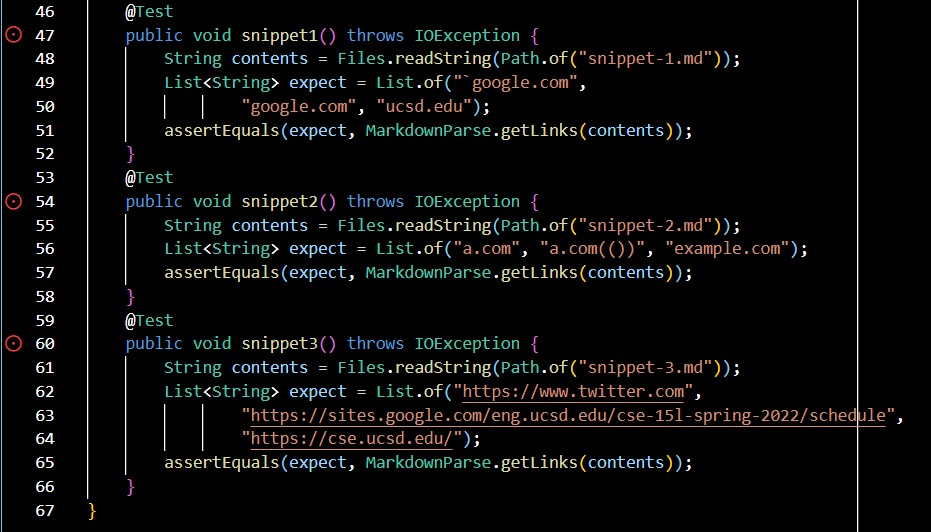 46 @Test
47 public void snippet1() throws IOException {
48 String contents = Files.readString(Path.of("snippet-1.md"));
49 List<String> expect = List.of("`google.com",
50 "google.com", "ucsd.edu");
51 assertEquals(expect, MarkdownParse.getLinks(contents));
52 }
53 @Test
54 public void snippet2() throws IOException {
55 String contents = Files.readString(Path.of("snippet-2.md"));
56 List<String> expect = List.of("a.com", "a.com(())", "example.com");
57 assertEquals(expect, MarkdownParse.getLinks(contents));
58 }
59 @Test
60 public void snippet3() throws IOException {
61 String contents = Files.readString(Path.of("snippet-3.md"));
62 List<String> expect = List.of("https://www.twitter.com",
63 "https://sites.google.com/eng.ucsd.edu/cse-15l-spring-2022/schedule",
64 "https://cse.ucsd.edu/");
65 assertEquals(expect, MarkdownParse.getLinks(contents));
66 }
67 }